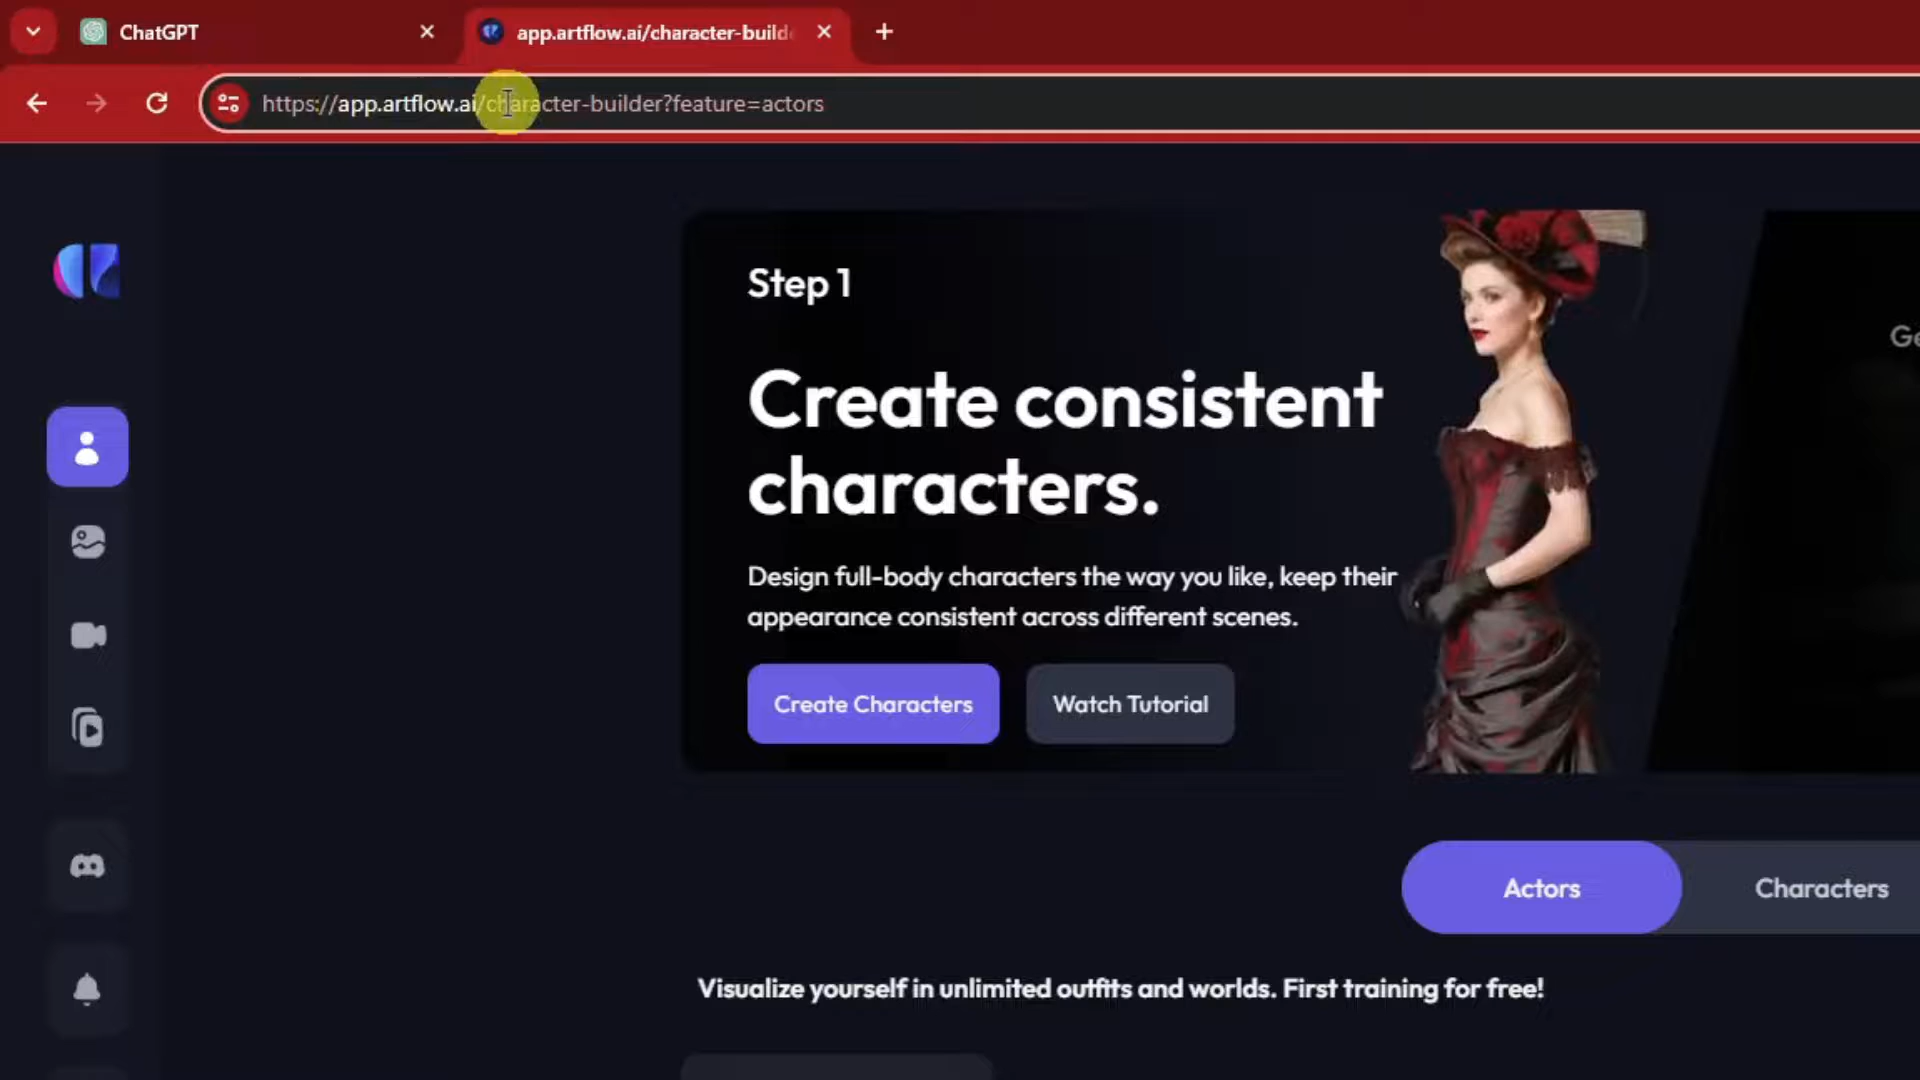 ChatGPT
app.artflow.ai/character-builde
https://app.artflow.ai/character-builder?feature=actors
Step 1
Create consistent
characters.
Design full-body characters the way you like, keep their
appearance consistent across different scenes.
Create Characters
Watch Tutorial
Ge
Actors
Characters
Visualize yourself in unlimited outfits and worlds. First training for free!